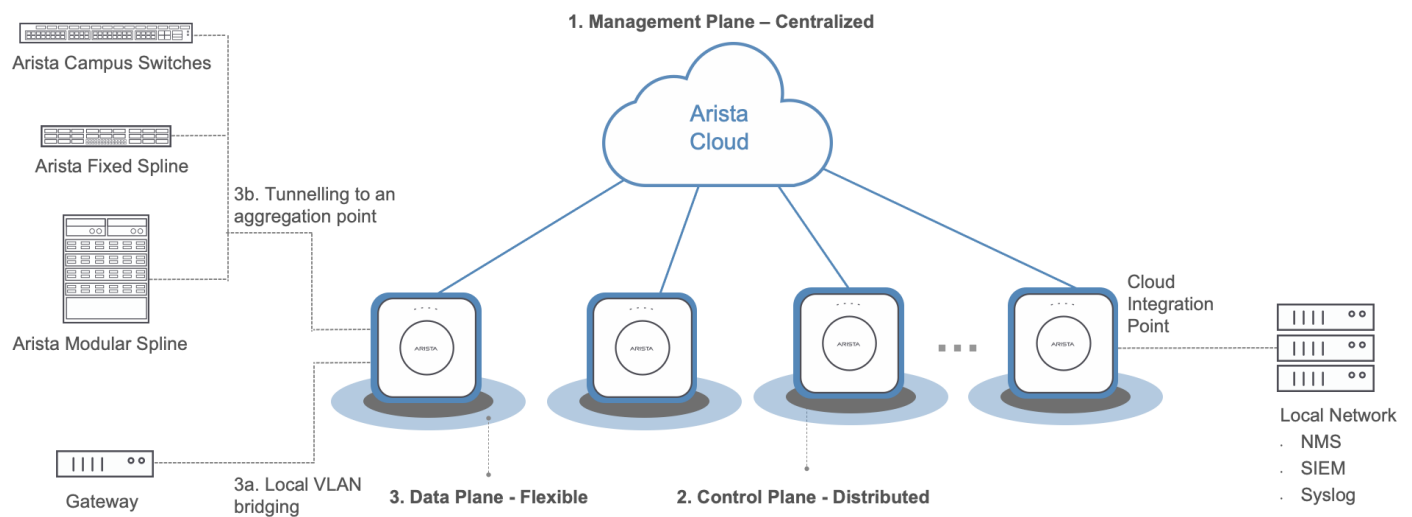 1. Management Plane – Centralized
Arista Campus Switches
Arista
Cloud
Arista Fixed Spline
3b. Tunnelling to an
aggregation point
Arista Modular Spline
Cloud
Integration
Point
ARISTA
ARISTA
ARISTA
ARISTA
Local Network
· NMS
· SIEM
· Syslog
Gateway
3a. Local VLAN
bridging
3. Data Plane - Flexible
2. Control Plane - Distributed